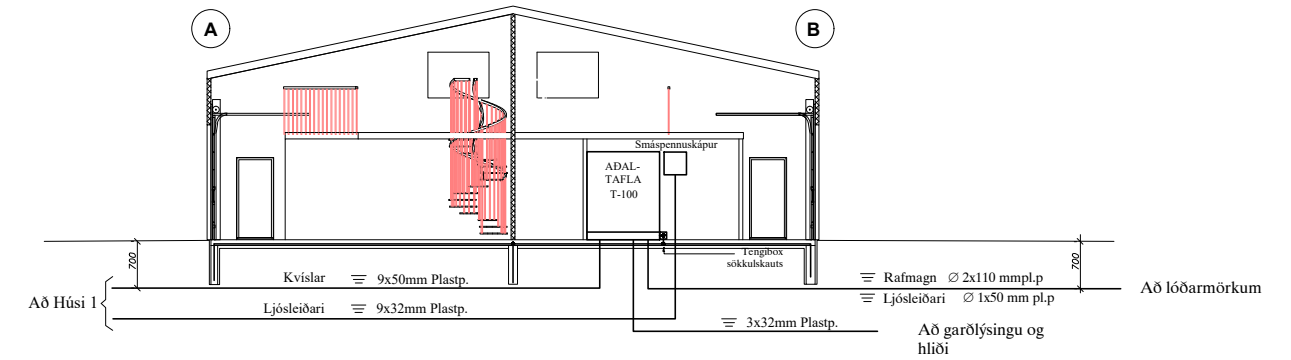 A
B
Smáspennuskápur
AÐAL-
TAFLA
T-100
Tengibox
sökkulskauts
700
700
Kvíslar 9x50mm Plastp.
Rafmagn ∅ 2x110 mmpl.p
Að Húsi 1
Að lóðarmörkum
Ljósleiðari 9x32mm Plastp.
Ljósleiðari ∅ 1x50 mm pl.p
3x32mm Plastp.
Að garðlýsingu og
hliði